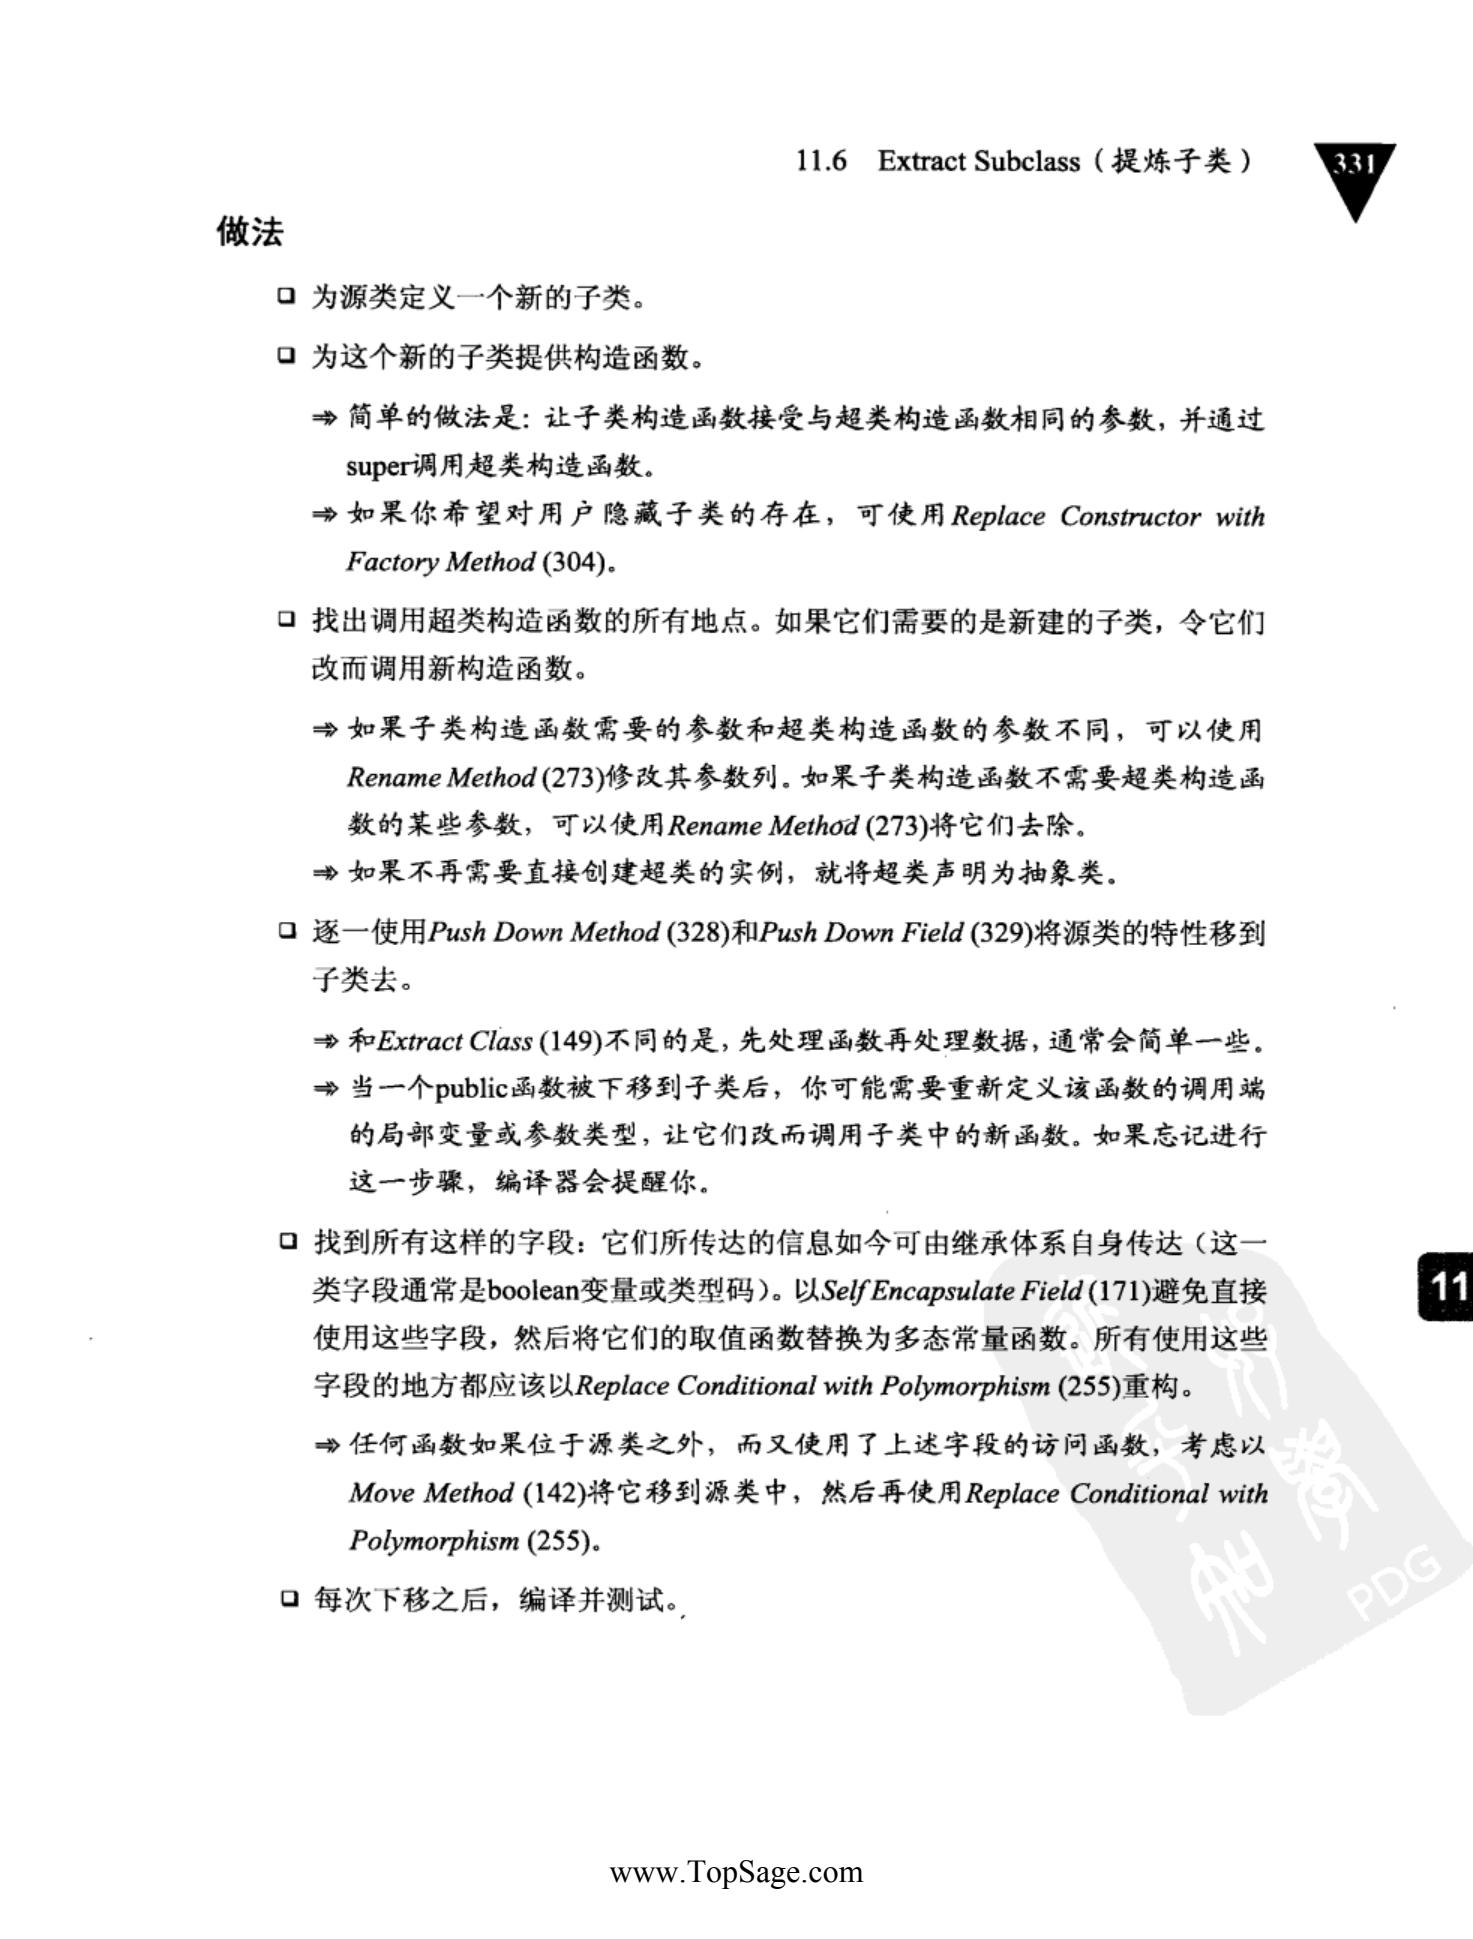 11.6 Extract Subclass（提炼子类）
331
做法
为源类定义一个新的子类。
为这个新的子类提供构造函数。
⇒ 简单的做法是：让子类构造函数接受与超类构造函数相同的参数，并通过
super调用超类构造函数。
⇒ 如果你希望对用户隐藏子类的存在，可使用Replace Constructor with
Factory Method (304)。
找出调用超类构造函数的所有地点。如果它们需要的是新建的子类，令它们
改而调用新构造函数。
⇒ 如果子类构造函数需要的参数和超类构造函数的参数不同，可以使用
Rename Method (273)修改其参数列。如果子类构造函数不需要超类构造函
数的某些参数，可以使用Rename Method (273)将它们去除。
⇒ 如果不再需要直接创建超类的实例，就将超类声明为抽象类。
逐一使用Push Down Method (328)和Push Down Field (329)将源类的特性移到
子类去。
⇒ 和Extract Class (149)不同的是，先处理函数再处理数据，通常会简单一些。
⇒ 当一个public函数被下移到子类后，你可能需要重新定义该函数的调用端
的局部变量或参数类型，让它们改而调用子类中的新函数。如果忘记进行
这一步骤，编译器会提醒你。
找到所有这样的字段：它们所传达的信息如今可由继承体系自身传达（这一
类字段通常是boolean变量或类型码）。以Self Encapsulate Field (171)避免直接
使用这些字段，然后将它们的取值函数替换为多态常量函数。所有使用这些
字段的地方都应该以Replace Conditional with Polymorphism (255)重构。
11
⇒ 任何函数如果位于源类之外，而又使用了上述字段的访问函数，考虑以
Move Method (142)将它移到源类中，然后再使用Replace Conditional with
Polymorphism (255)。
每次下移之后，编译并测试。
PDG
www.TopSage.com